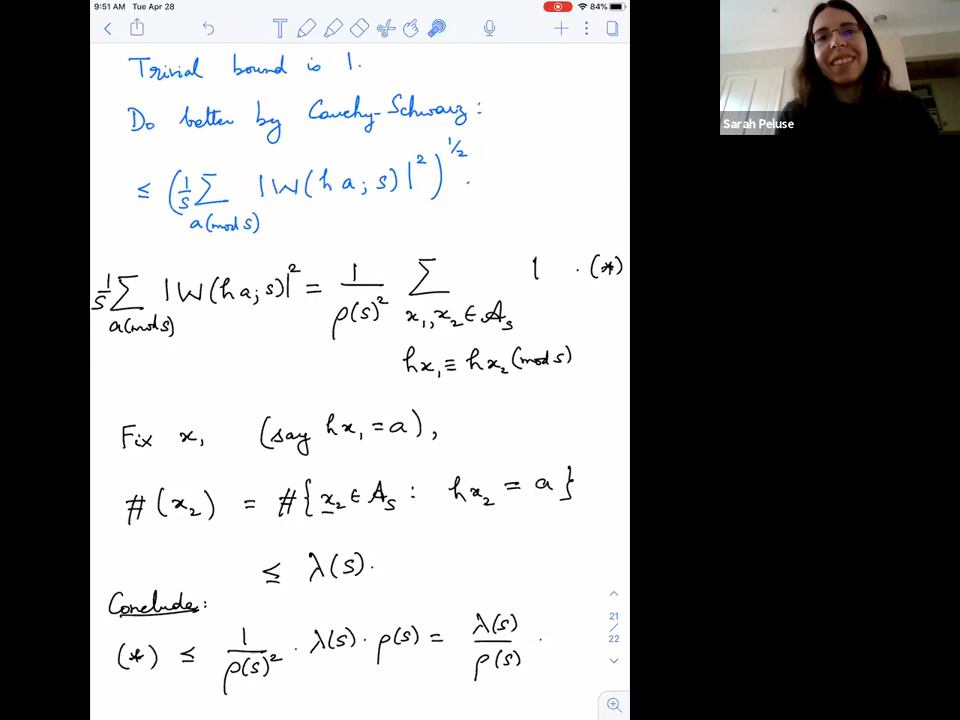 9:51 AM Tue Apr 28
84%
Trivial bound is 1.
Do better by Cauchy-Schwarz:
≤ (1/s ∑_{a(mod s)} |W(ha; s)|²)^{1/2}.
1/s ∑_{a(mod s)} |W(ha; s)|² = 1/ρ(s)² ∑_{x₁, x₂ ∈ 𝒜_s, hx₁ ≡ hx₂ (mod s)} 1 . (*)
Fix x₁ (say hx₁ = a),
#(x₂) = #{x₂ ∈ 𝒜_s : hx₂ = a}
≤ λ(s).
Conclude:
(*) ≤ 1/ρ(s)² · λ(s) · ρ(s) = λ(s)/ρ(s) .
21
/
22
Sarah Peluse